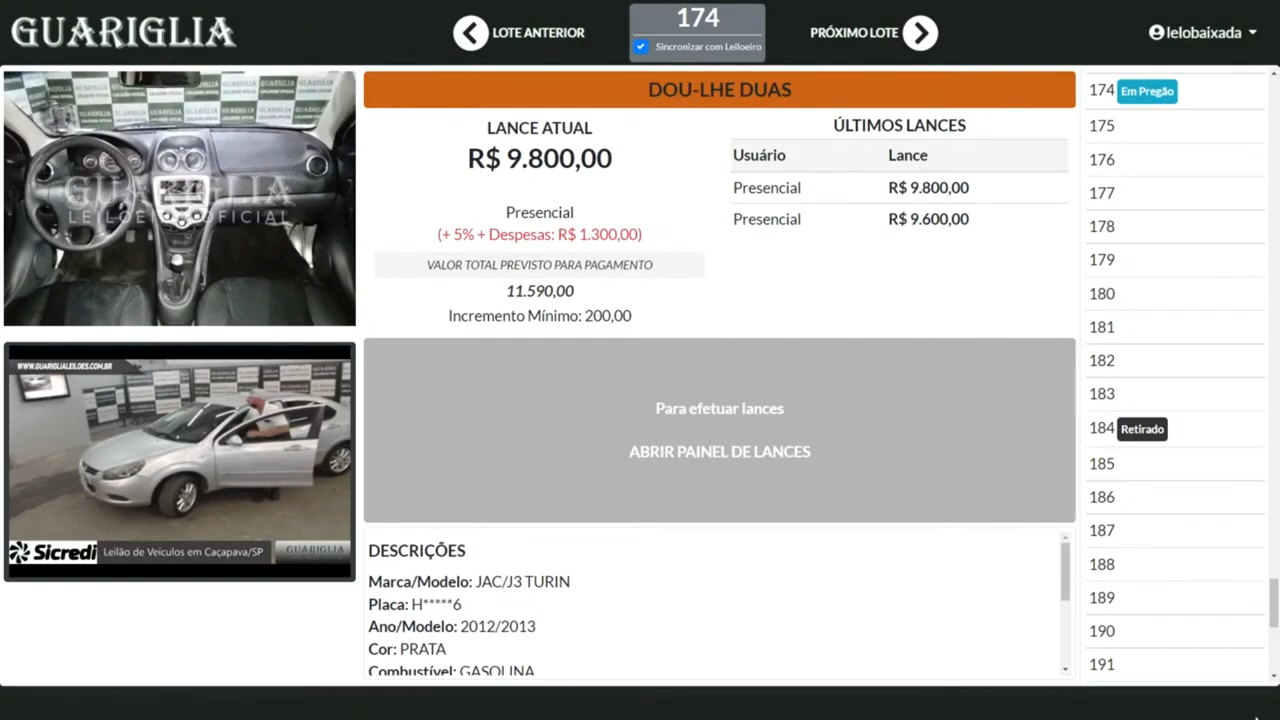 GUARIGLIA
LOTE ANTERIOR
174
Sincronizar com Leiloeiro
PRÓXIMO LOTE
lelobaixada
GUARIGLIA
LEILOEIRO OFICIAL
WWW.GUARIGLIALEILOES.COM.BR
Sicredi
Leilão de Veículos em Caçapava/SP
GUARIGLIA
DOU-LHE DUAS
LANCE ATUAL
R$ 9.800,00
Presencial
(+ 5% + Despesas: R$ 1.300,00)
VALOR TOTAL PREVISTO PARA PAGAMENTO
11.590,00
Incremento Mínimo: 200,00
ÚLTIMOS LANCES
Usuário Lance
Presencial R$ 9.800,00
Presencial R$ 9.600,00
Para efetuar lances
ABRIR PAINEL DE LANCES
DESCRIÇÕES
Marca/Modelo: JAC/J3 TURIN
Placa: H*****6
Ano/Modelo: 2012/2013
Cor: PRATA
Combustível: GASOLINA
174 Em Pregão
175
176
177
178
179
180
181
182
183
184 Retirado
185
186
187
188
189
190
191